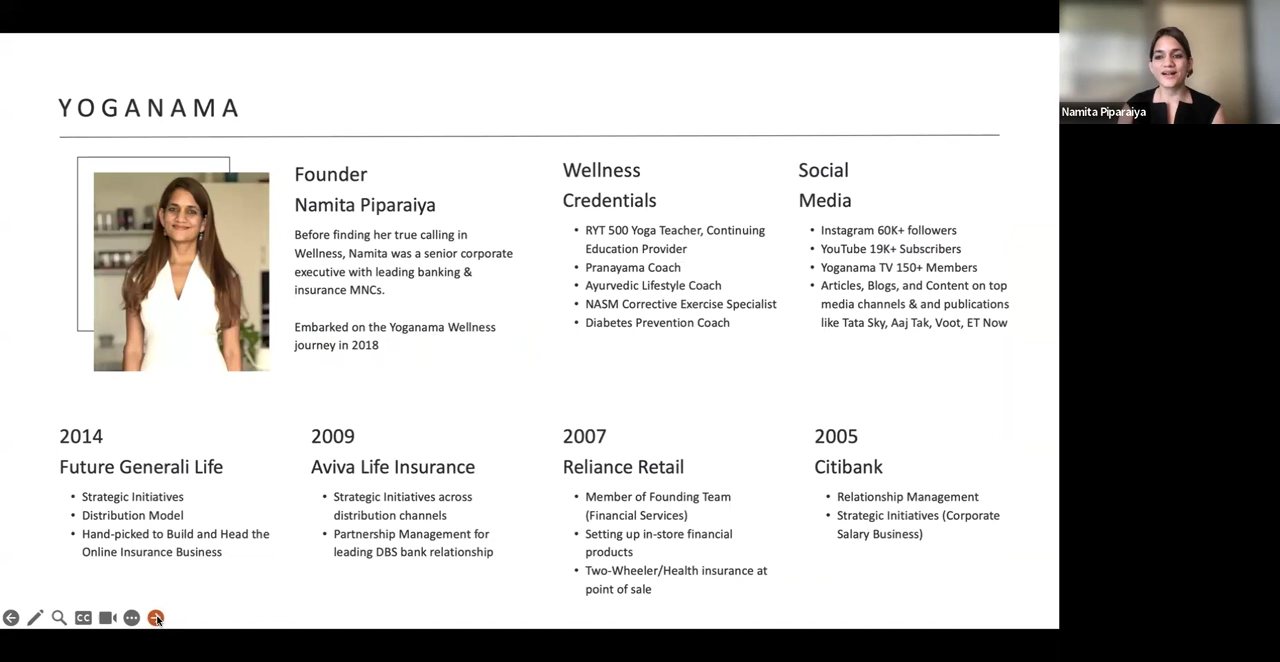 YOGANAMA
Founder
Namita Piparaiya
Before finding her true calling in
Wellness, Namita was a senior corporate
executive with leading banking &
insurance MNCs.
Embarked on the Yoganama Wellness
journey in 2018
Wellness
Credentials
• RYT 500 Yoga Teacher, Continuing
Education Provider
• Pranayama Coach
• Ayurvedic Lifestyle Coach
• NASM Corrective Exercise Specialist
• Diabetes Prevention Coach
Social
Media
• Instagram 60K+ followers
• YouTube 19K+ Subscribers
• Yoganama TV 150+ Members
• Articles, Blogs, and Content on top
media channels & and publications
like Tata Sky, Aaj Tak, Voot, ET Now
2014
Future Generali Life
• Strategic Initiatives
• Distribution Model
• Hand-picked to Build and Head the
Online Insurance Business
2009
Aviva Life Insurance
• Strategic Initiatives across
distribution channels
• Partnership Management for
leading DBS bank relationship
2007
Reliance Retail
• Member of Founding Team
(Financial Services)
• Setting up in-store financial
products
• Two-Wheeler/Health insurance at
point of sale
2005
Citibank
• Relationship Management
• Strategic Initiatives (Corporate
Salary Business)
CC
Namita Piparaiya